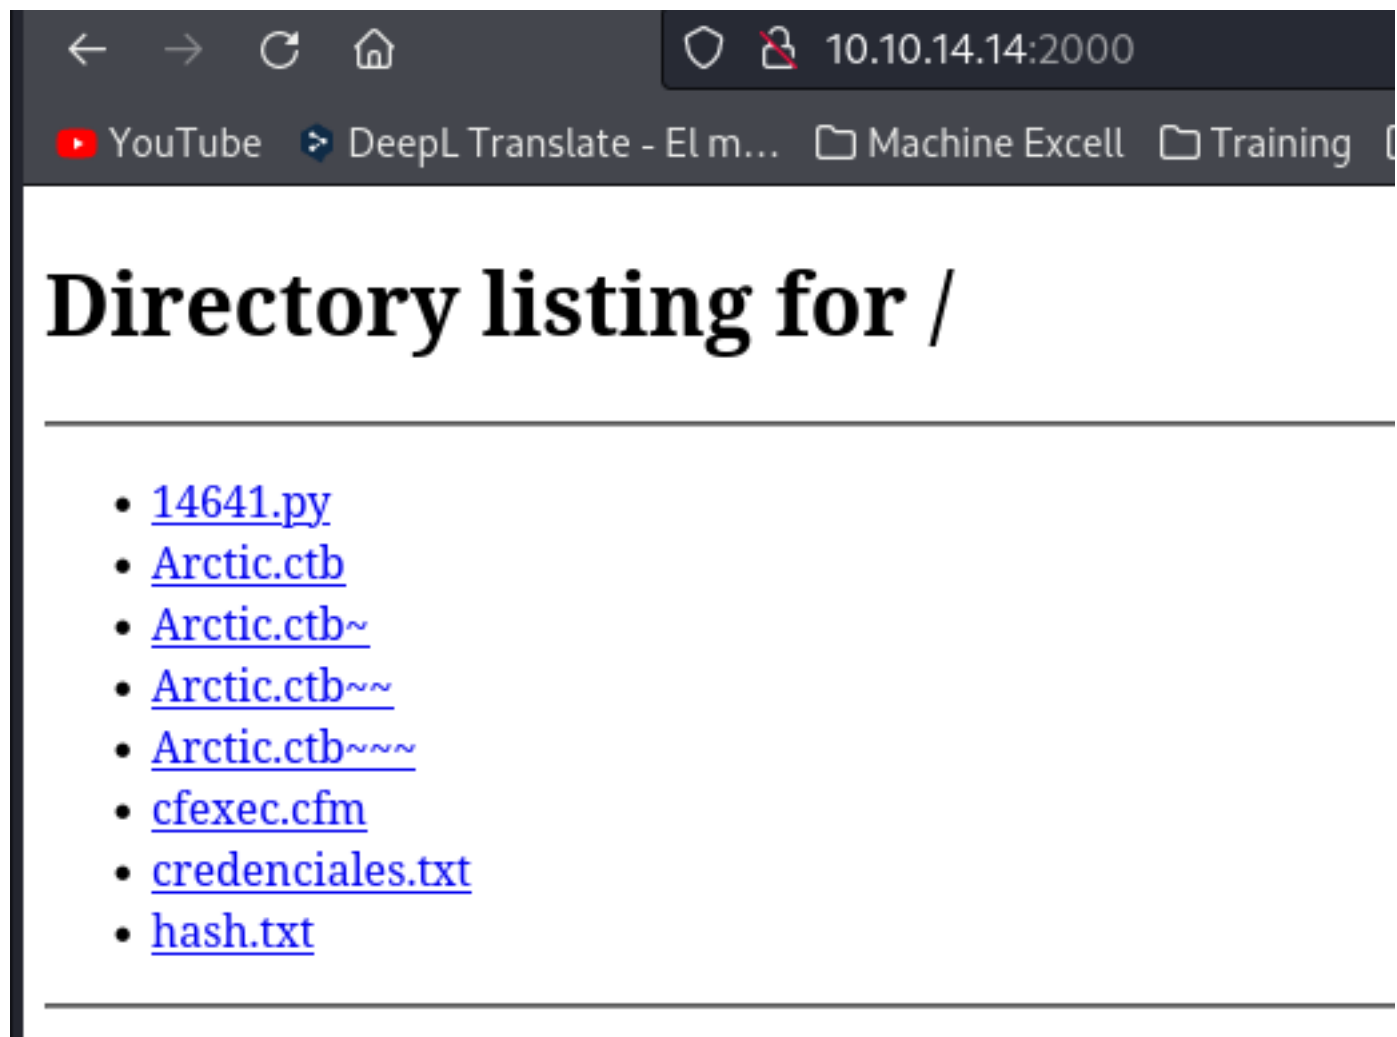 10.10.14.14:2000
YouTube DeepL Translate - El m... Machine Excell Training
Directory listing for /
14641.py
Arctic.ctb
Arctic.ctb~
Arctic.ctb~~
Arctic.ctb~~~
cfexec.cfm
credenciales.txt
hash.txt